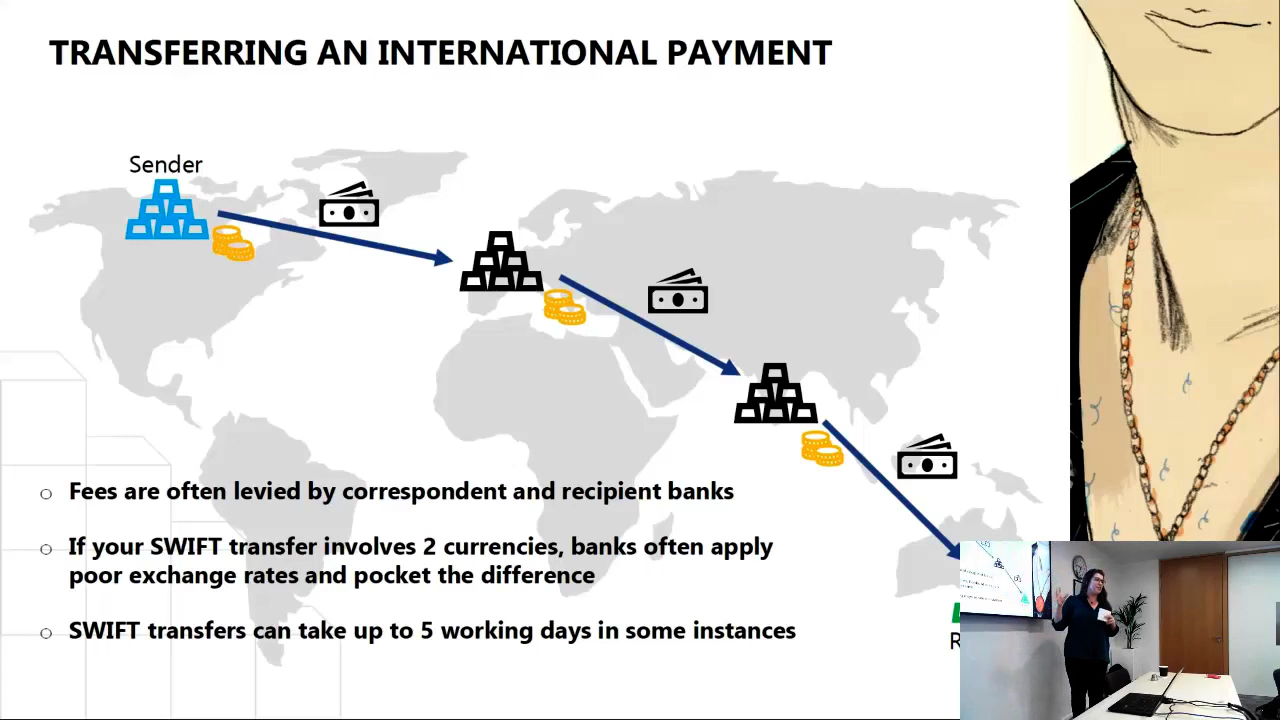 TRANSFERRING AN INTERNATIONAL PAYMENT
Sender
Fees are often levied by correspondent and recipient banks
If your SWIFT transfer involves 2 currencies, banks often apply
poor exchange rates and pocket the difference
SWIFT transfers can take up to 5 working days in some instances